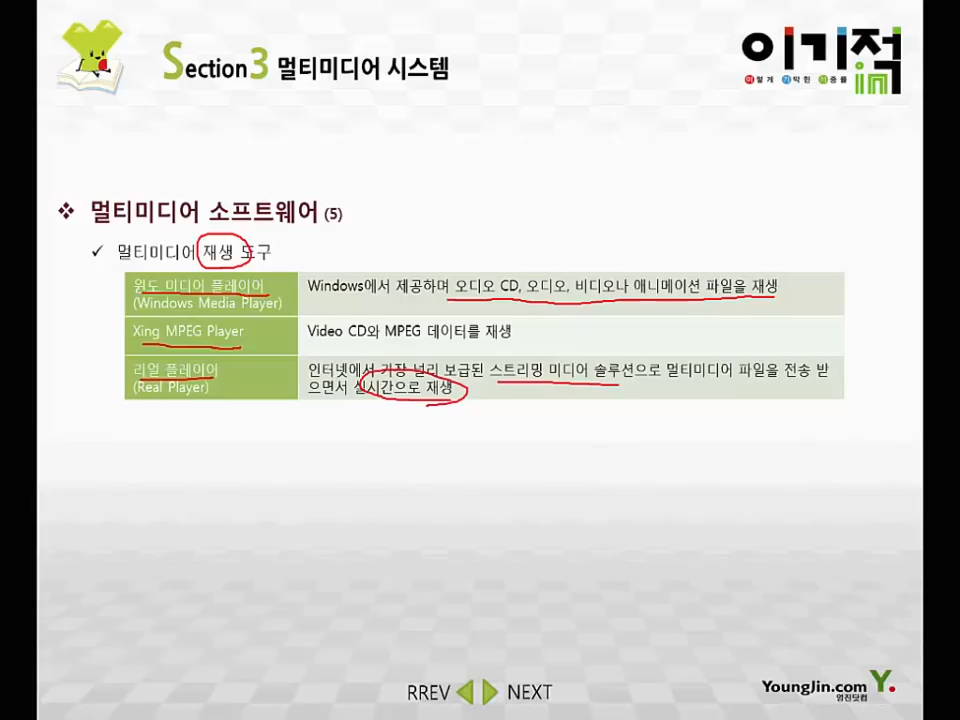 Section3 멀티미디어 시스템
이기적in
이렇게 기막힌 적중률
❖ 멀티미디어 소프트웨어 (5)
✓ 멀티미디어 재생 도구
윈도 미디어 플레이어
(Windows Media Player)
Windows에서 제공하며 오디오 CD, 오디오, 비디오나 애니메이션 파일을 재생
Xing MPEG Player
Video CD와 MPEG 데이터를 재생
리얼 플레이어
(Real Player)
인터넷에서 가장 널리 보급된 스트리밍 미디어 솔루션으로 멀티미디어 파일을 전송 받
으면서 실시간으로 재생
RREV NEXT
YoungJin.com Y.
영진닷컴